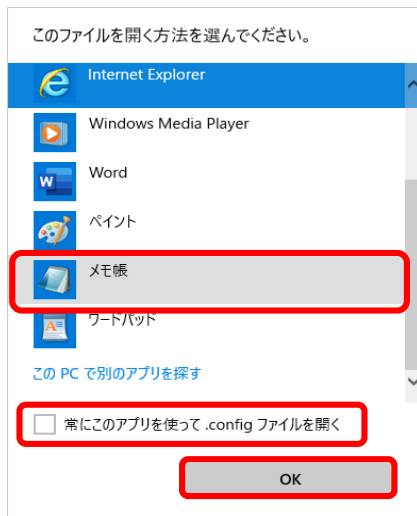 このファイルを開く方法を選んでください。
Internet Explorer
Windows Media Player
Word
ペイント
メモ帳
ワードパッド
この PC で別のアプリを探す
常にこのアプリを使って .config ファイルを開く
OK